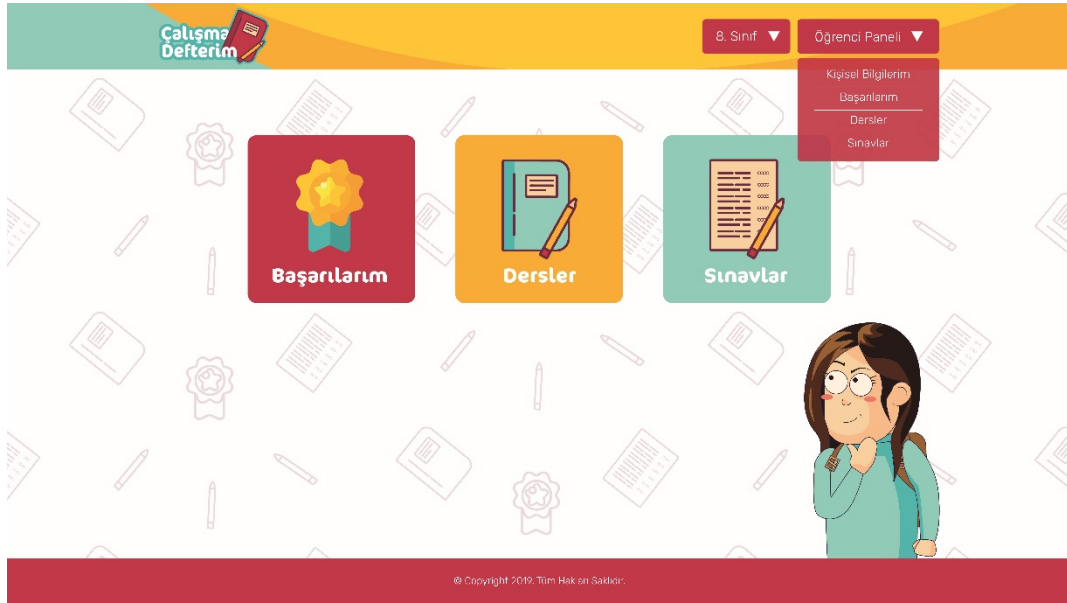 Çalışma
Defterim
8. Sınıf ▼
Öğrenci Paneli ▼
Kişisel Bilgilerim
Başarılarım
Dersler
Sınavlar
Başarılarım
Dersler
Sınavlar
© Copyright 2019. Tüm Hakları Saklıdır.